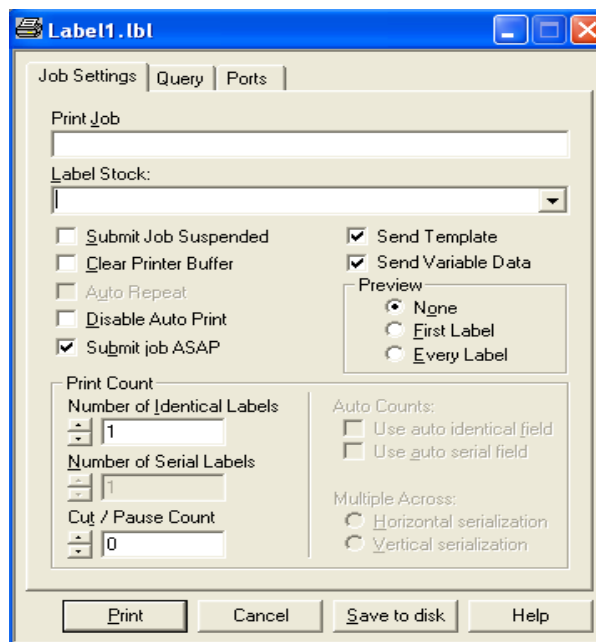 Label1.lbl
Job Settings Query Ports
Print Job
Label Stock:
Submit Job Suspended
Clear Printer Buffer
Auto Repeat
Disable Auto Print
Submit job ASAP
Send Template
Send Variable Data
Preview
None
First Label
Every Label
Print Count
Number of Identical Labels
1
Number of Serial Labels
1
Cut / Pause Count
0
Auto Counts:
Use auto identical field
Use auto serial field
Multiple Across:
Horizontal serialization
Vertical serialization
Print Cancel Save to disk Help